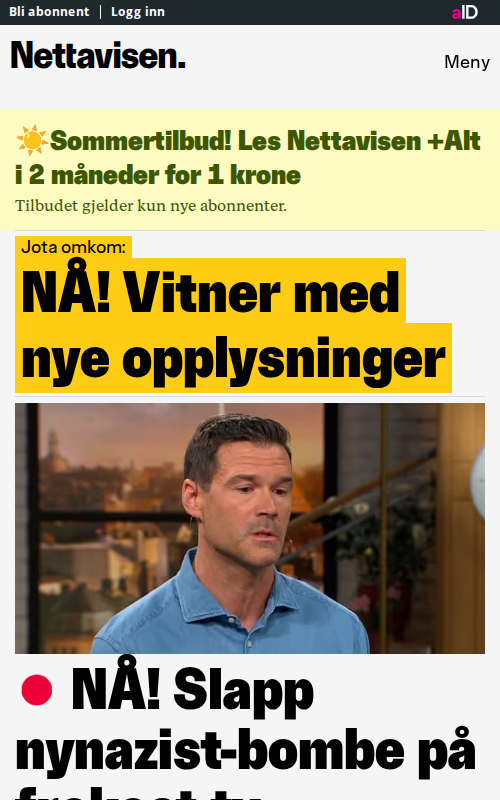 Bli abonnent | Logg inn
aID
Nettavisen.
Meny
Sommertilbud! Les Nettavisen +Alt
i 2 måneder for 1 krone
Tilbudet gjelder kun nye abonnenter.
Jota omkom:
NÅ! Vitner med
nye opplysninger
NÅ! Slapp
nynazist-bombe på